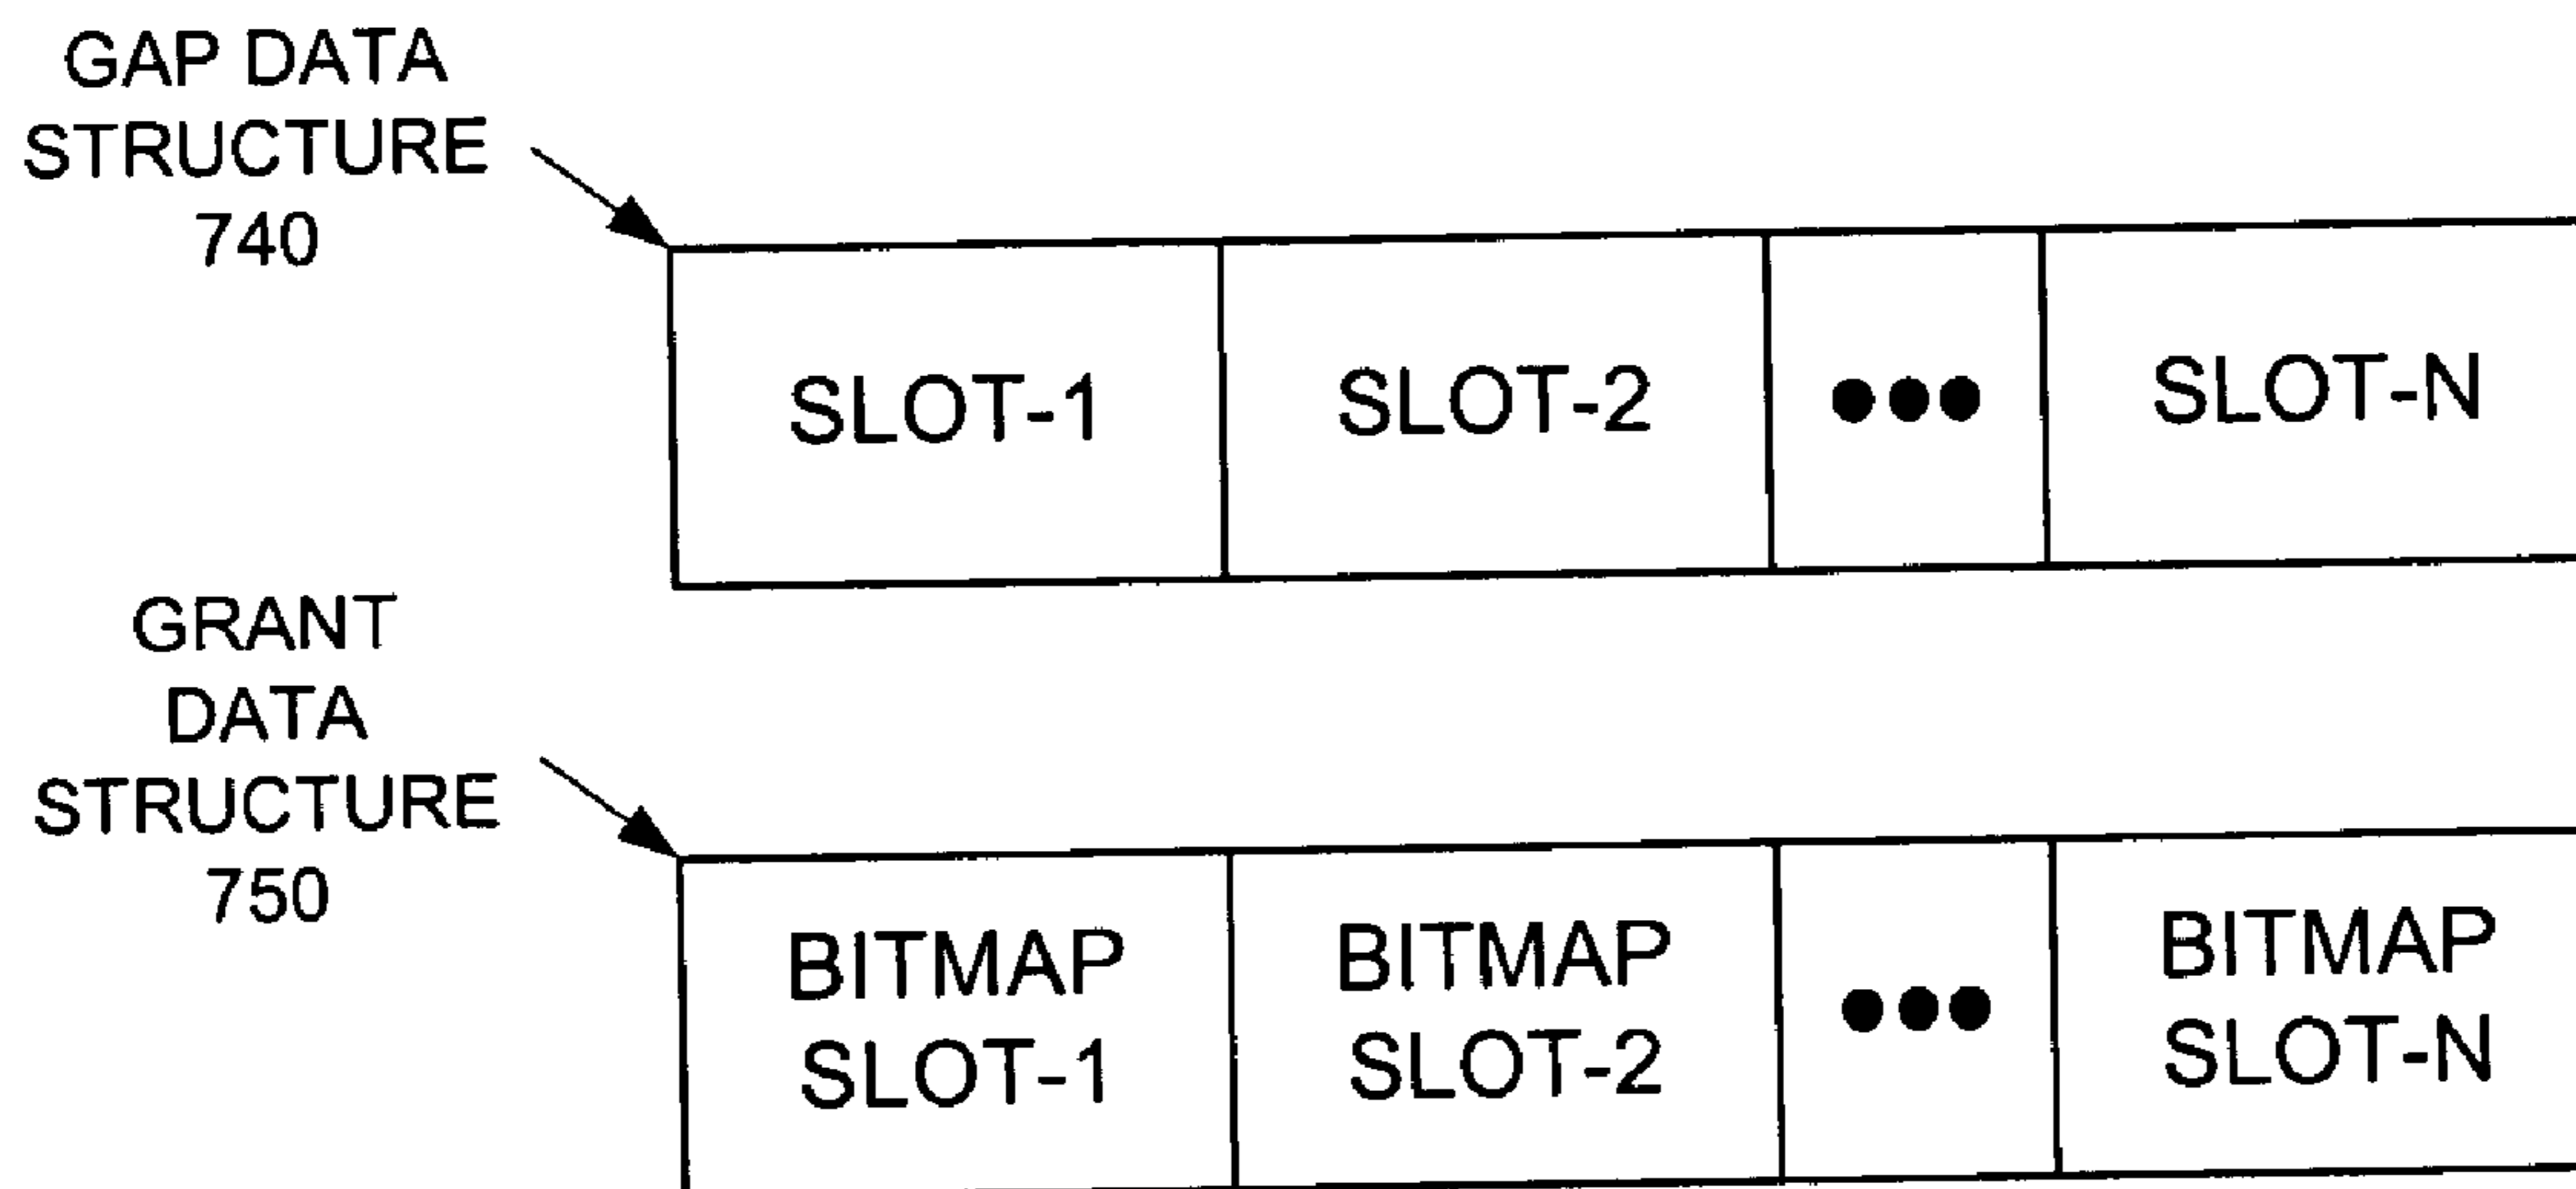 GAP DATA
STRUCTURE
740
SLOT-1
SLOT-2
●●●
SLOT-N
GRANT
DATA
STRUCTURE
750
BITMAP
SLOT-1
BITMAP
SLOT-2
●●●
BITMAP
SLOT-N